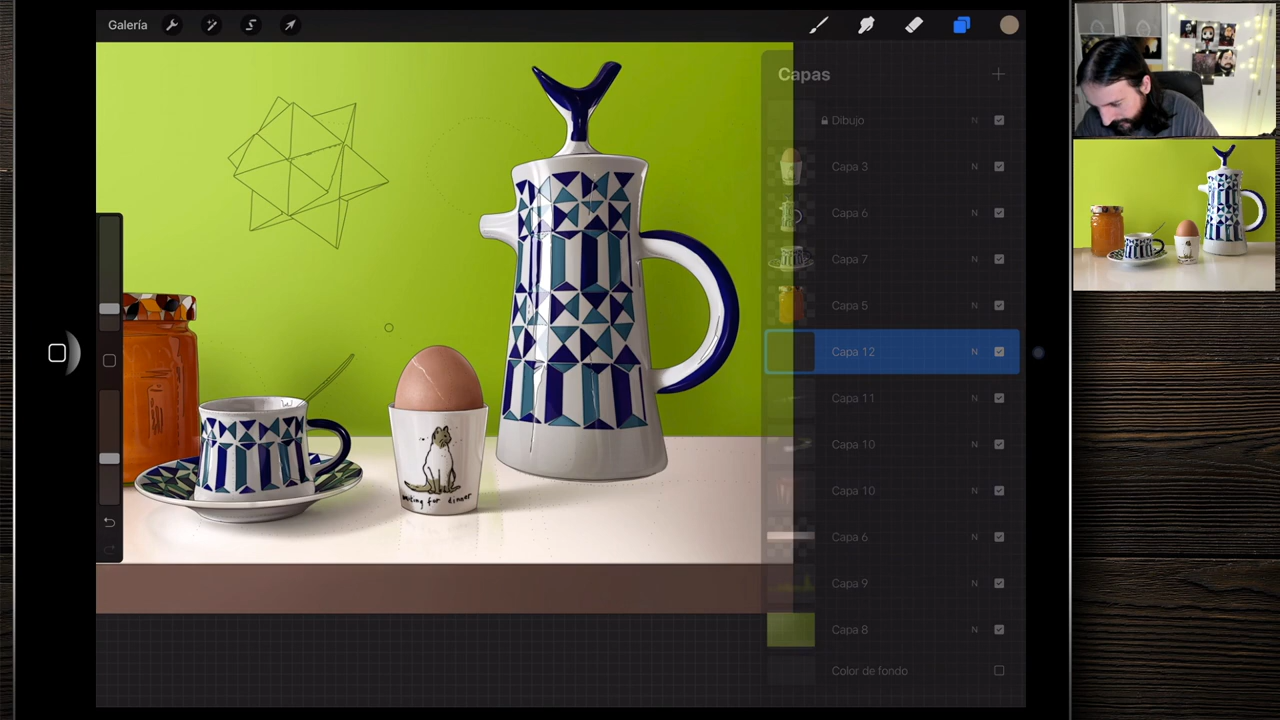 Galería
Capas
Dibujo N
Capa 3 N
Capa 6 N
Capa 7 N
Capa 5 N
Capa 12 N
Capa 11 N
Capa 10 N
Capa 10 N
Capa 6 N
Capa 9 N
Capa 8 N
Color de fondo
waiting for dinner